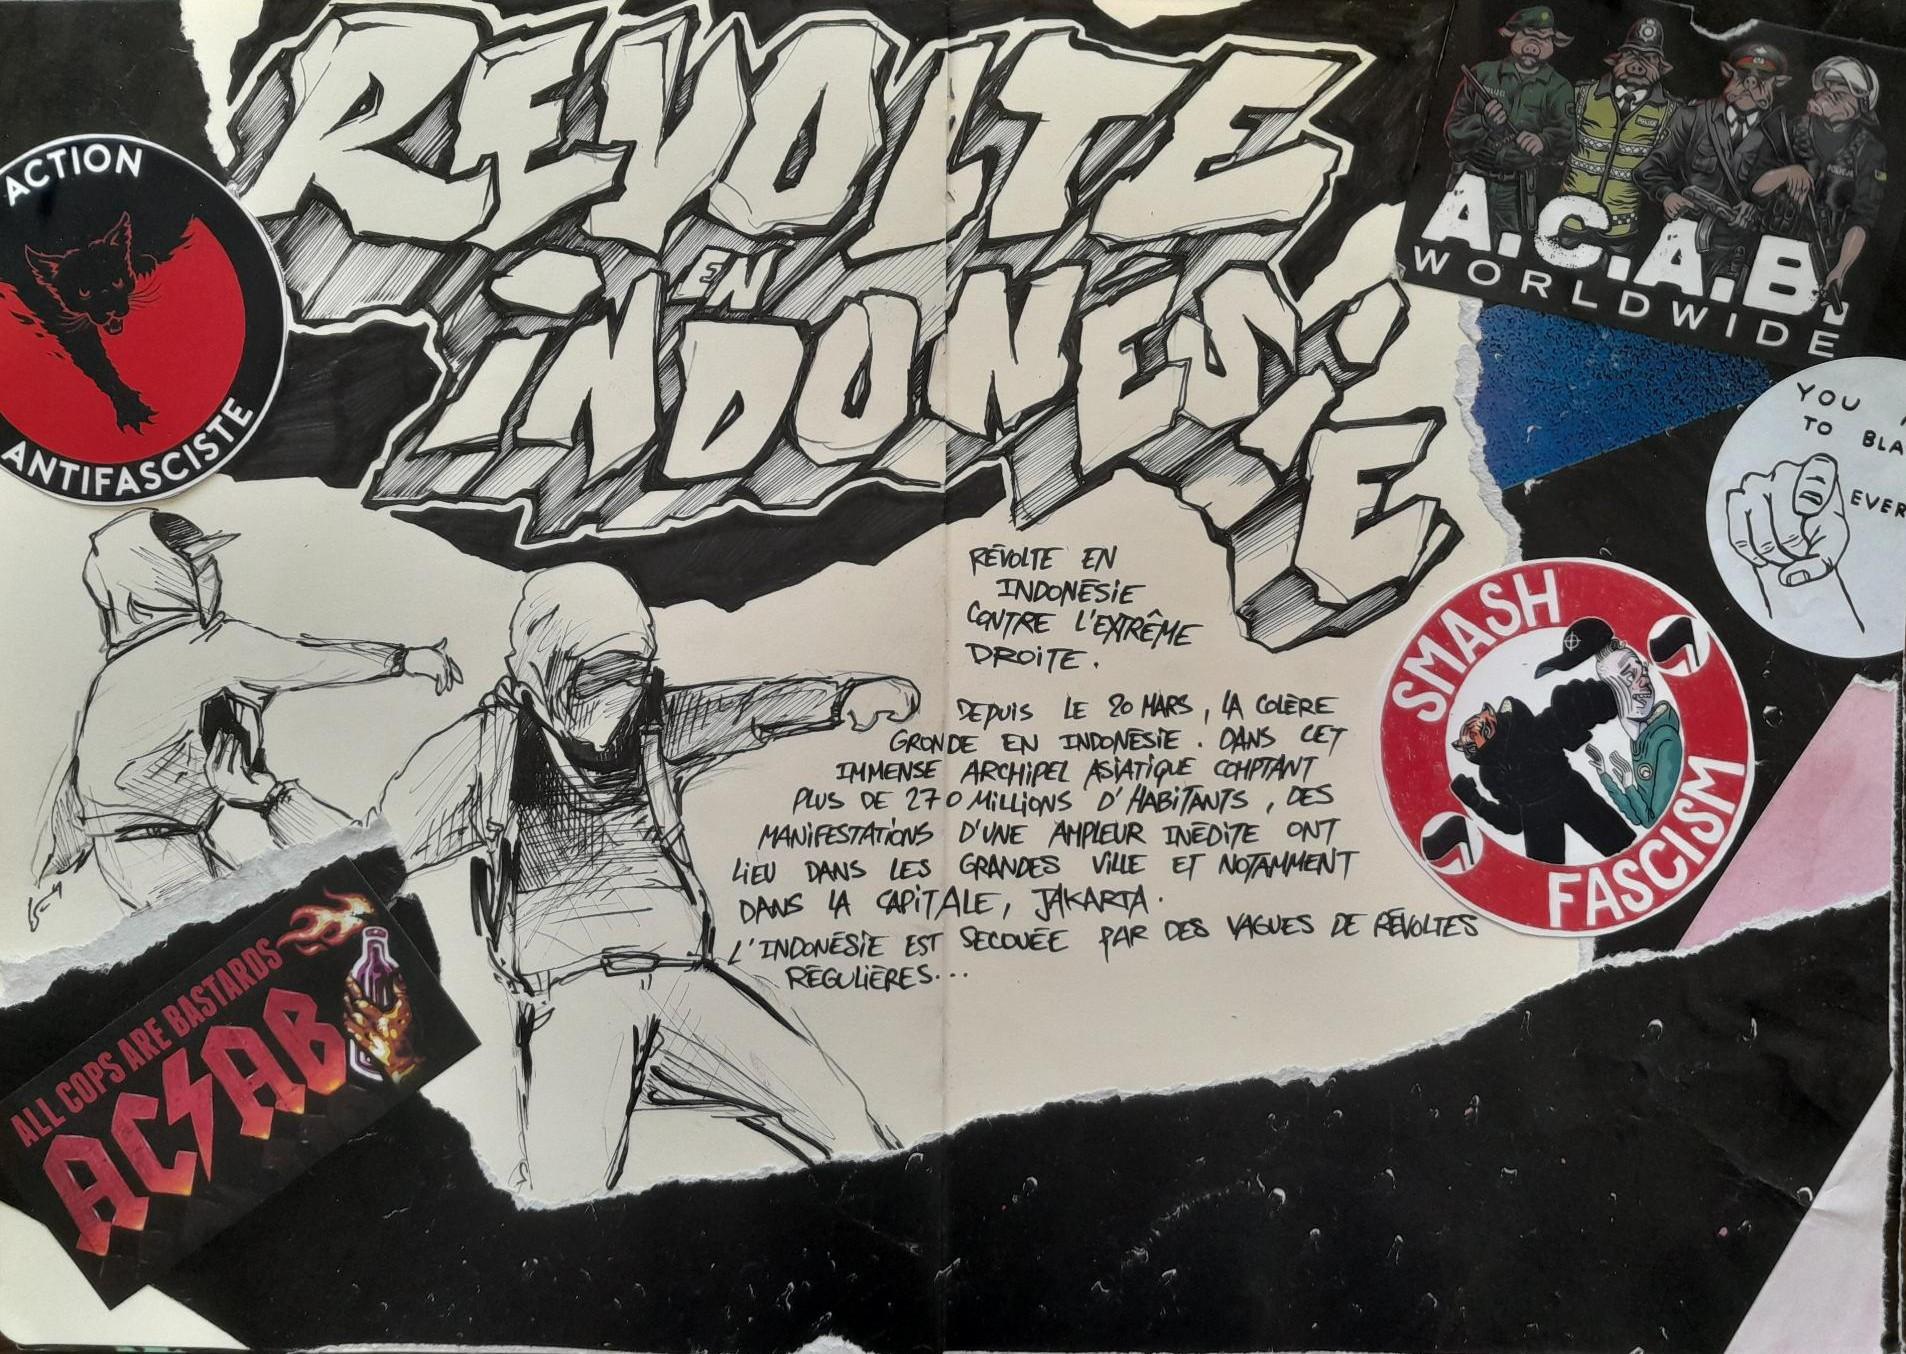 REVOLTE
EN
INDONESIE
ACTION
ANTIFASCISTE
A.C.A.B.
WORLDWIDE
YOU
TO
EVER
RÉVOLTE EN
INDONÉSIE
CONTRE L'EXTRÊME
DROITE.
SMASH
FASCISM
DEPUIS LE 20 MARS, LA COLÈRE
GRONDE EN INDONÉSIE. DANS CET
IMMENSE ARCHIPEL ASIATIQUE COMPTANT
PLUS DE 270 MILLIONS D'HABITANTS, DES
MANIFESTATIONS D'UNE AMPLEUR INÉDITE ONT
LIEU DANS LES GRANDES VILLE ET NOTAMMENT
DANS LA CAPITALE, JAKARTA.
L'INDONÉSIE EST SECOUÉE PAR DES VAGUES DE RÉVOLTES
RÉGULIÈRES...
ALL COPS ARE BASTARDS
AC⚡AB